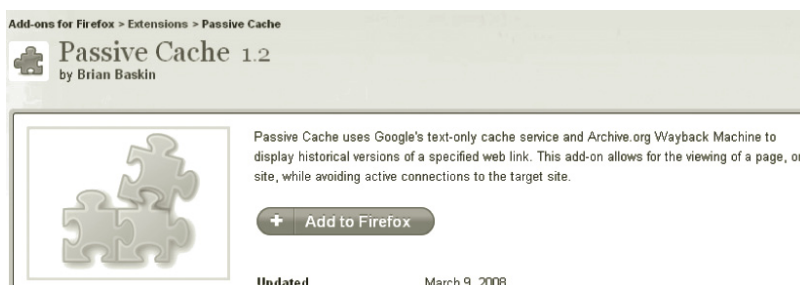 Add-ons for Firefox > Extensions > Passive Cache
Passive Cache 1.2
by Brian Baskin
Passive Cache uses Google's text-only cache service and Archive.org Wayback Machine to
display historical versions of a specified web link. This add-on allows for the viewing of a page, or
site, while avoiding active connections to the target site.
Add to Firefox
Updated March 9, 2008